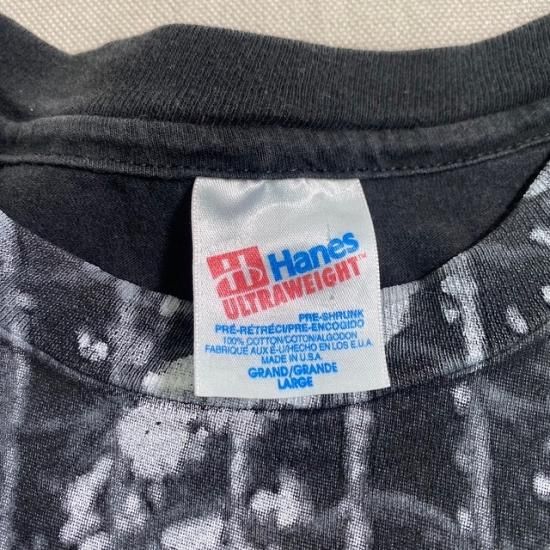 Hanes
ULTRAWEIGHT™
PRE-SHRUNK
PRÉ-RÉTRÉCI/PRE-ENCOGIDO
100% COTTON/COTON/ALGODON
FABRIQUÉ AUX É-U/HECHO EN LOS E.U.A.
MADE IN U.S.A.
GRAND/GRANDE
LARGE